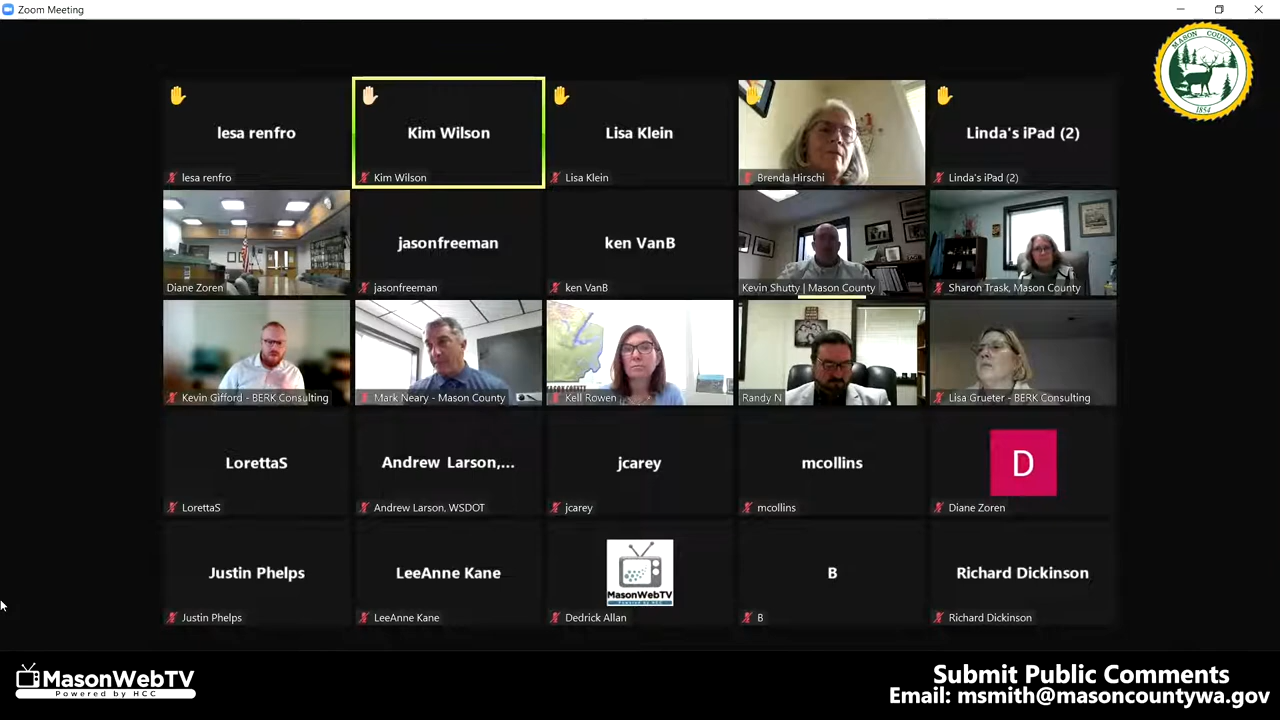 Zoom Meeting
MASON COUNTY
1854
lesa renfro
Kim Wilson
Lisa Klein
Linda's iPad (2)
lesa renfro
Kim Wilson
Lisa Klein
Brenda Hirschi
Linda's iPad (2)
jasonfreeman
ken VanB
Diane Zoren
jasonfreeman
ken VanB
Kevin Shutty | Mason County
Sharon Trask, Mason County
MASON COUNTY
Kevin Gifford - BERK Consulting
Mark Neary - Mason County
Kell Rowen
Randy N
Lisa Grueter - BERK Consulting
LorettaS
Andrew Larson,...
jcarey
mcollins
D
LorettaS
Andrew Larson, WSDOT
jcarey
mcollins
Diane Zoren
Justin Phelps
LeeAnne Kane
MasonWebTV
Powered by HCC
B
Richard Dickinson
Justin Phelps
LeeAnne Kane
Dedrick Allan
B
Richard Dickinson
MasonWebTV
Powered by HCC
Submit Public Comments
Email: msmith@masoncountywa.gov